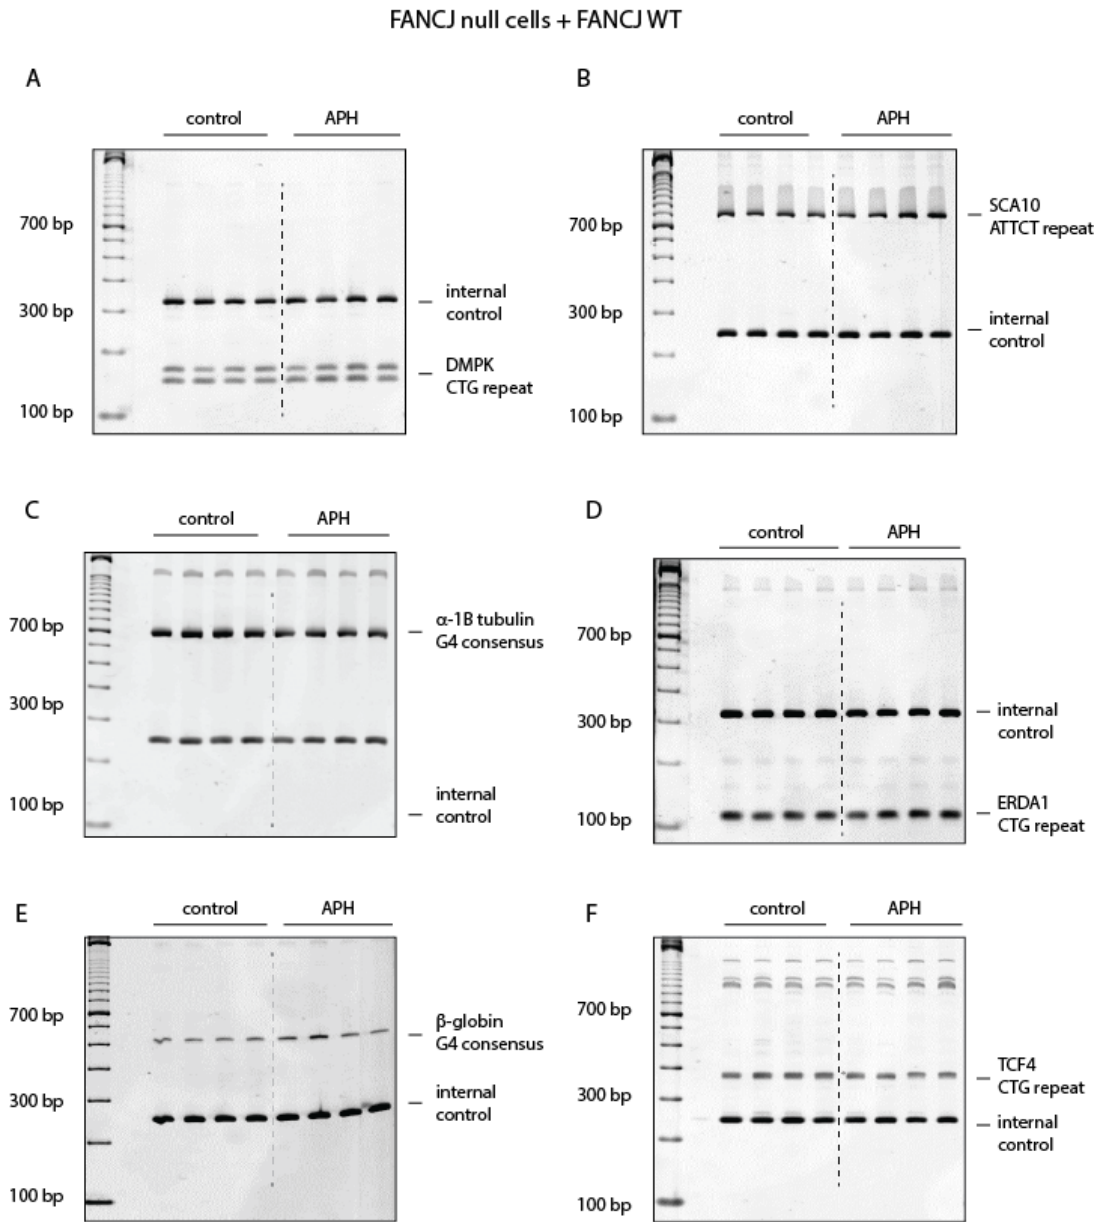 FANCJ null cells + FANCJ WT
A
control
APH
700 bp
300 bp
100 bp
internal
control
DMPK
CTG repeat
B
control
APH
700 bp
300 bp
100 bp
SCA10
ATTCT repeat
internal
control
C
control
APH
700 bp
300 bp
100 bp
α-1B tubulin
G4 consensus
internal
control
D
control
APH
700 bp
300 bp
100 bp
internal
control
ERDA1
CTG repeat
E
control
APH
700 bp
300 bp
100 bp
β-globin
G4 consensus
internal
control
F
control
APH
700 bp
300 bp
100 bp
TCF4
CTG repeat
internal
control